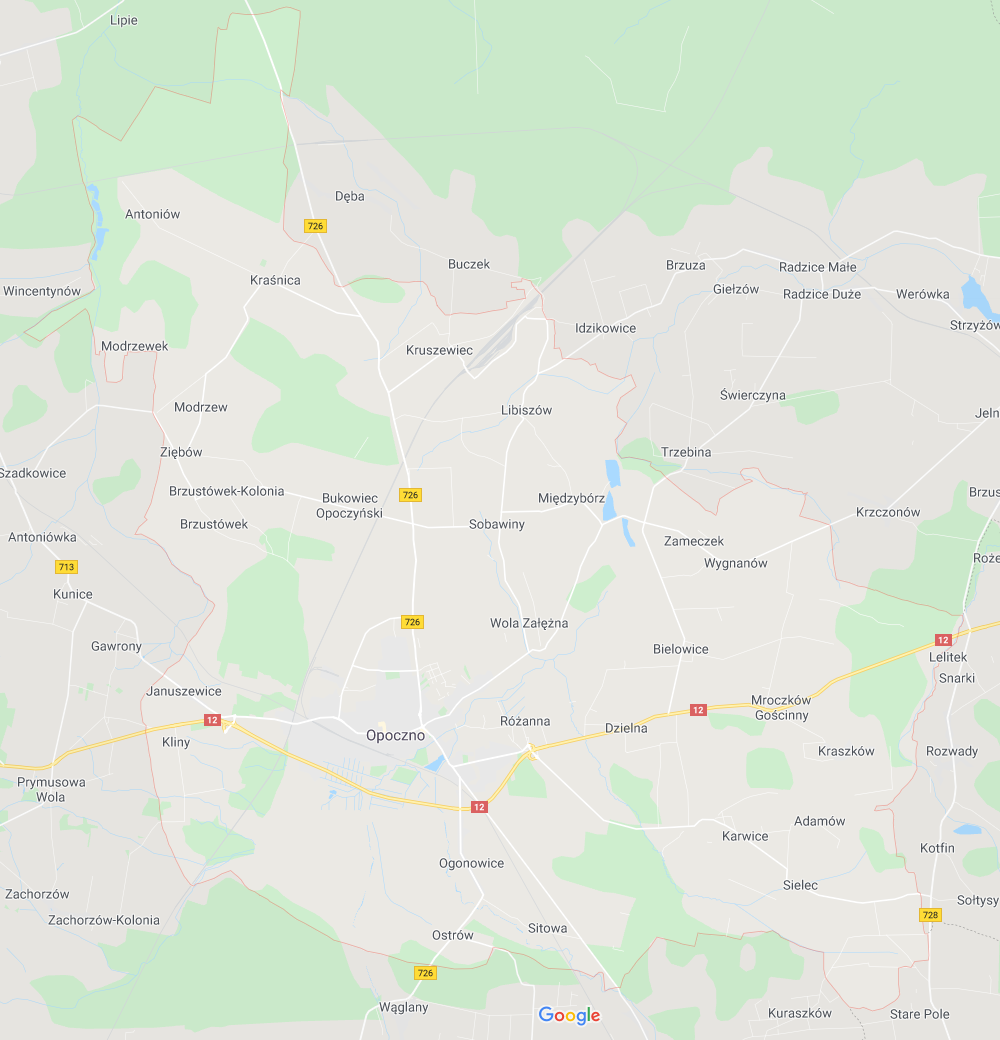 Lipie
Dęba
Antoniów
726
Buczek
Brzuza
Radzice Małe
Kraśnica
Wincentynów
Giełzów
Radzice Duże
Werówka
Strzyżów
Idzikowice
Modrzewek
Kruszewiec
Świerczyna
Modrzew
Libiszów
Jeln
Ziębów
Trzebina
Szadkowice
Brzustówek-Kolonia
Bukowiec
Opoczyński
726
Międzybórz
Brzus
Krzczonów
Brzustówek
Sobawiny
Antoniówka
Zameczek
Wygnanów
Roże
713
Kunice
726
Wola Załężna
Gawrony
Bielowice
12
Lelitek
Snarki
Januszewice
12
Mroczków
Gościnny
12
Różanna
Dzielna
Opoczno
Kliny
Kraszków
Rozwady
Prymusowa
Wola
12
Adamów
Karwice
Kotfin
Ogonowice
Sielec
Zachorzów
Sołtysy
Zachorzów-Kolonia
728
Sitowa
Ostrów
726
Wąglany
Google
Kuraszków
Stare Pole